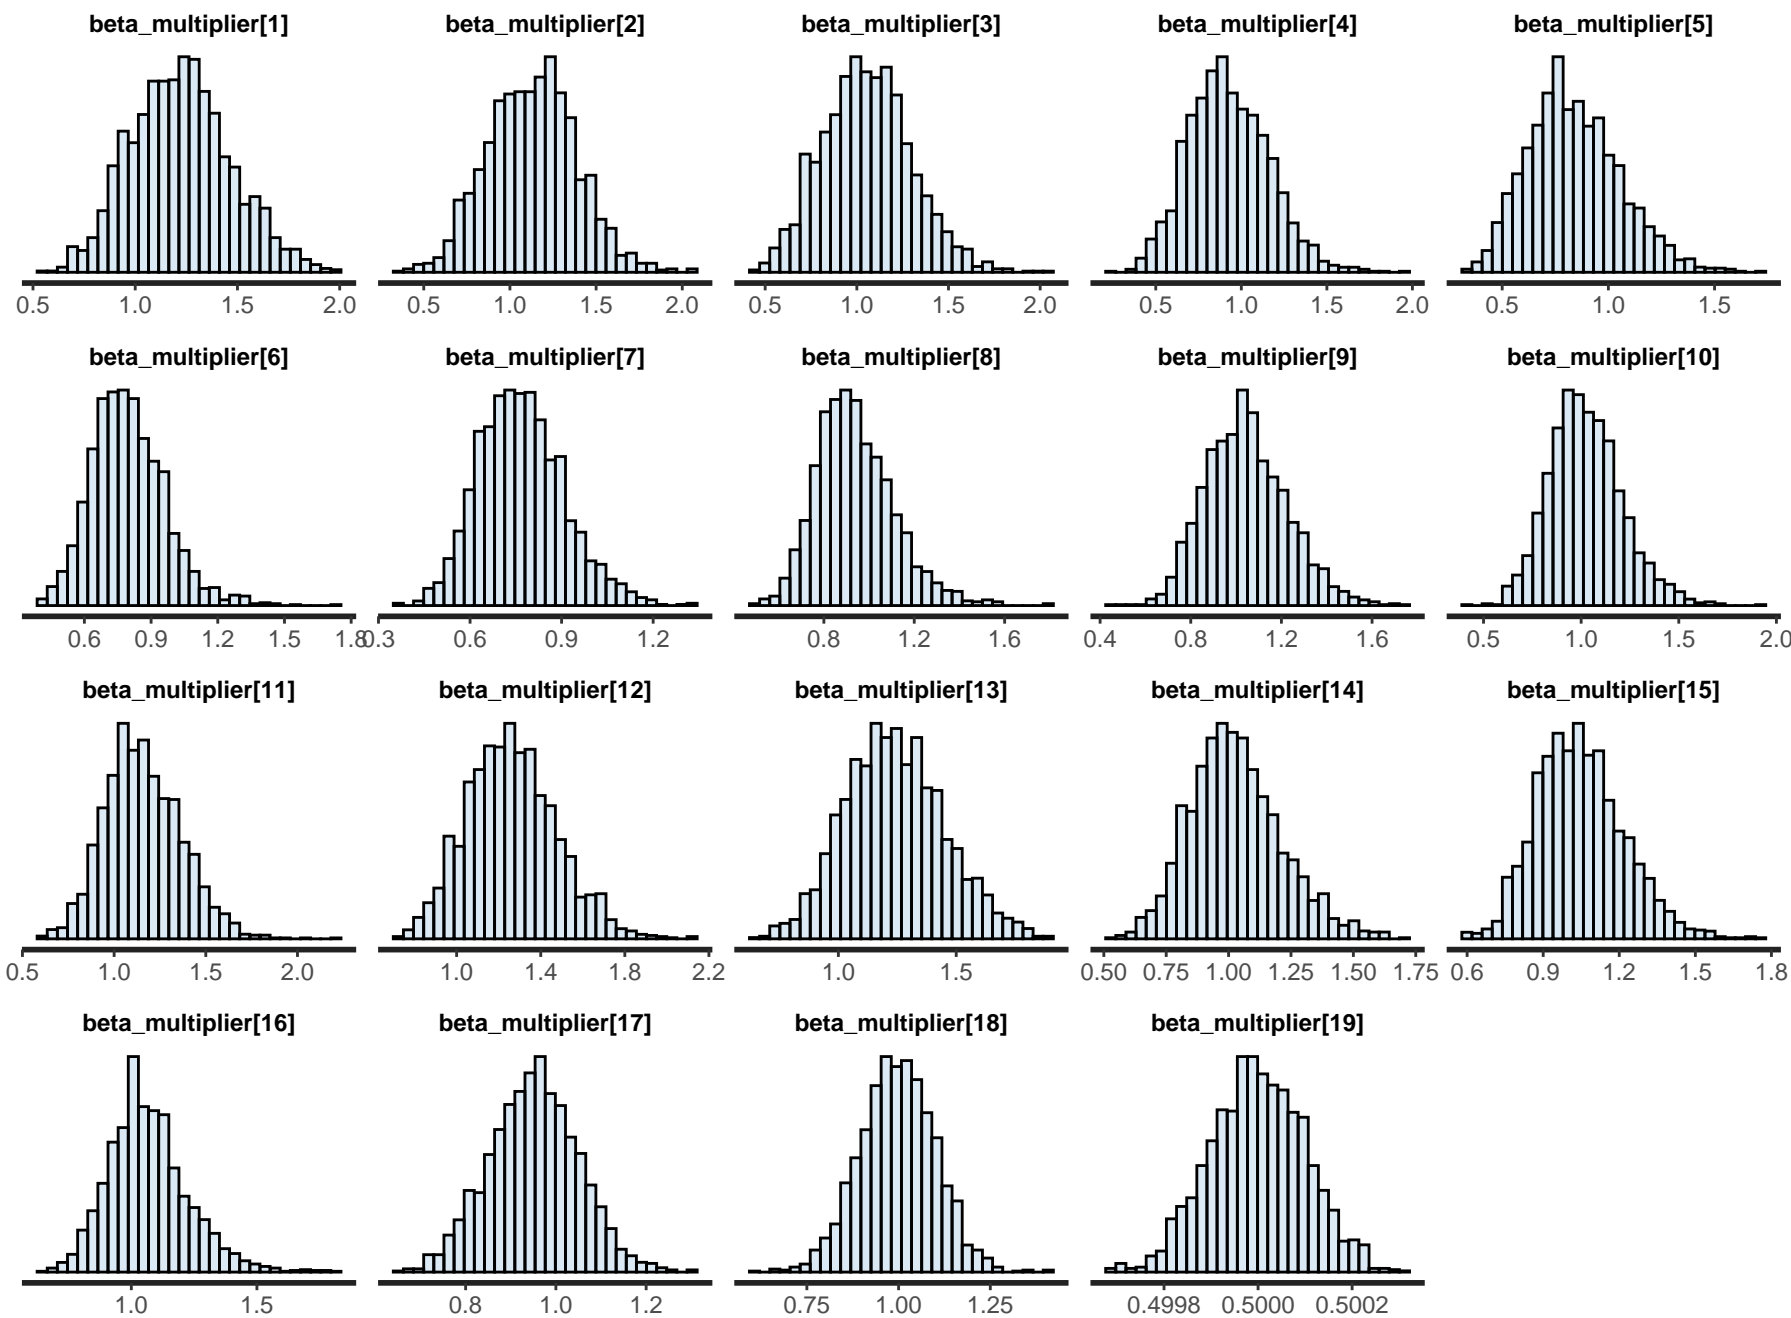 beta_multiplier[1] beta_multiplier[2] beta_multiplier[3] beta_multiplier[4] beta_multiplier[5]
0.5 1.0 1.5 2.0 0.5 1.0 1.5 2.0 0.5 1.0 1.5 2.0 0.5 1.0 1.5 2.0 0.5 1.0 1.5
beta_multiplier[6] beta_multiplier[7] beta_multiplier[8] beta_multiplier[9] beta_multiplier[10]
0.6 0.9 1.2 1.5 1.8 0.3 0.6 0.9 1.2 0.8 1.2 1.6 0.4 0.8 1.2 1.6 0.5 1.0 1.5 2.0
beta_multiplier[11] beta_multiplier[12] beta_multiplier[13] beta_multiplier[14] beta_multiplier[15]
0.5 1.0 1.5 2.0 1.0 1.4 1.8 2.2 1.0 1.5 0.50 0.75 1.00 1.25 1.50 1.75 0.6 0.9 1.2 1.5 1.8
beta_multiplier[16] beta_multiplier[17] beta_multiplier[18] beta_multiplier[19]
1.0 1.5 0.8 1.0 1.2 0.75 1.00 1.25 0.4998 0.5000 0.5002